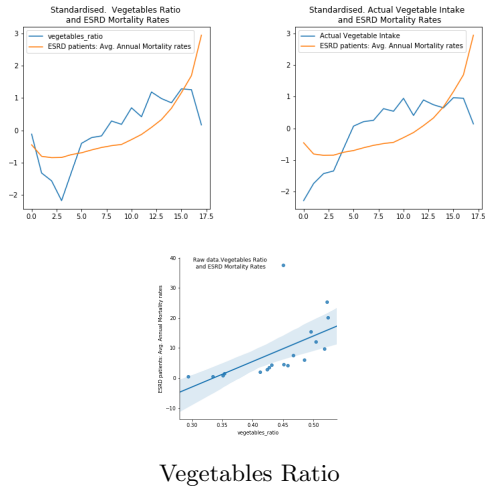 Standardised.  Vegetables Ratio
and ESRD Mortality Rates
vegetables_ratio
ESRD patients: Avg. Annual Mortality rates
3
2
1
0
−1
−2
0.0 2.5 5.0 7.5 10.0 12.5 15.0 17.5
Standardised. Actual Vegetable Intake
and ESRD Mortality Rates
Actual Vegetable Intake
ESRD patients: Avg. Annual Mortality rates
3
2
1
0
−1
−2
0.0 2.5 5.0 7.5 10.0 12.5 15.0 17.5
Raw data.Vegetables Ratio
and ESRD Mortality Rates
ESRD patients: Avg. Annual Mortality rates
40
30
20
10
0
−10
0.30 0.35 0.40 0.45 0.50
vegetables_ratio
Vegetables Ratio